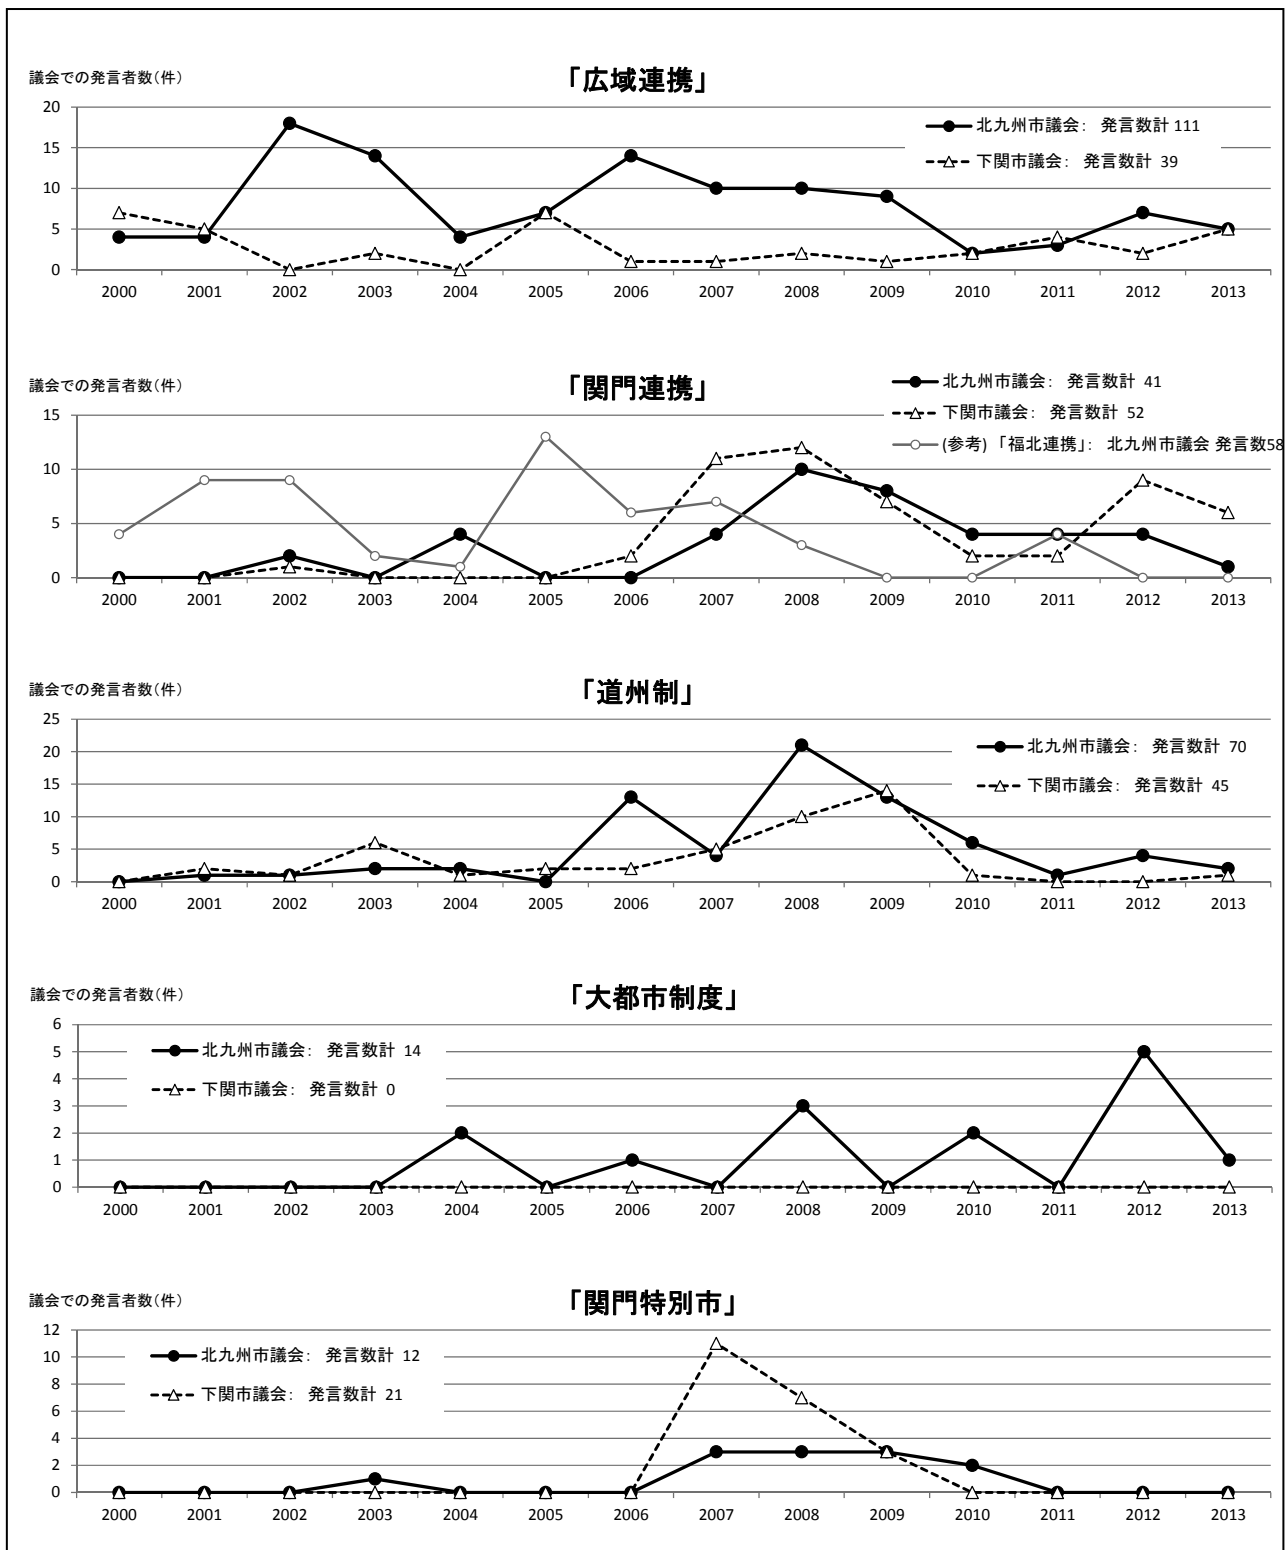 議会での発言者数(件)
「広域連携」
北九州市議会: 発言数計 111
下関市議会: 発言数計 39
20
15
10
5
0
2000 2001 2002 2003 2004 2005 2006 2007 2008 2009 2010 2011 2012 2013
議会での発言者数(件)
「関門連携」
北九州市議会: 発言数計 41
下関市議会: 発言数計 52
(参考)「福北連携」: 北九州市議会 発言数58
15
10
5
0
2000 2001 2002 2003 2004 2005 2006 2007 2008 2009 2010 2011 2012 2013
議会での発言者数(件)
「道州制」
北九州市議会: 発言数計 70
下関市議会: 発言数計 45
25
20
15
10
5
0
2000 2001 2002 2003 2004 2005 2006 2007 2008 2009 2010 2011 2012 2013
議会での発言者数(件)
「大都市制度」
北九州市議会: 発言数計 14
下関市議会: 発言数計 0
6
5
4
3
2
1
0
2000 2001 2002 2003 2004 2005 2006 2007 2008 2009 2010 2011 2012 2013
議会での発言者数(件)
「関門特別市」
北九州市議会: 発言数計 12
下関市議会: 発言数計 21
12
10
8
6
4
2
0
2000 2001 2002 2003 2004 2005 2006 2007 2008 2009 2010 2011 2012 2013